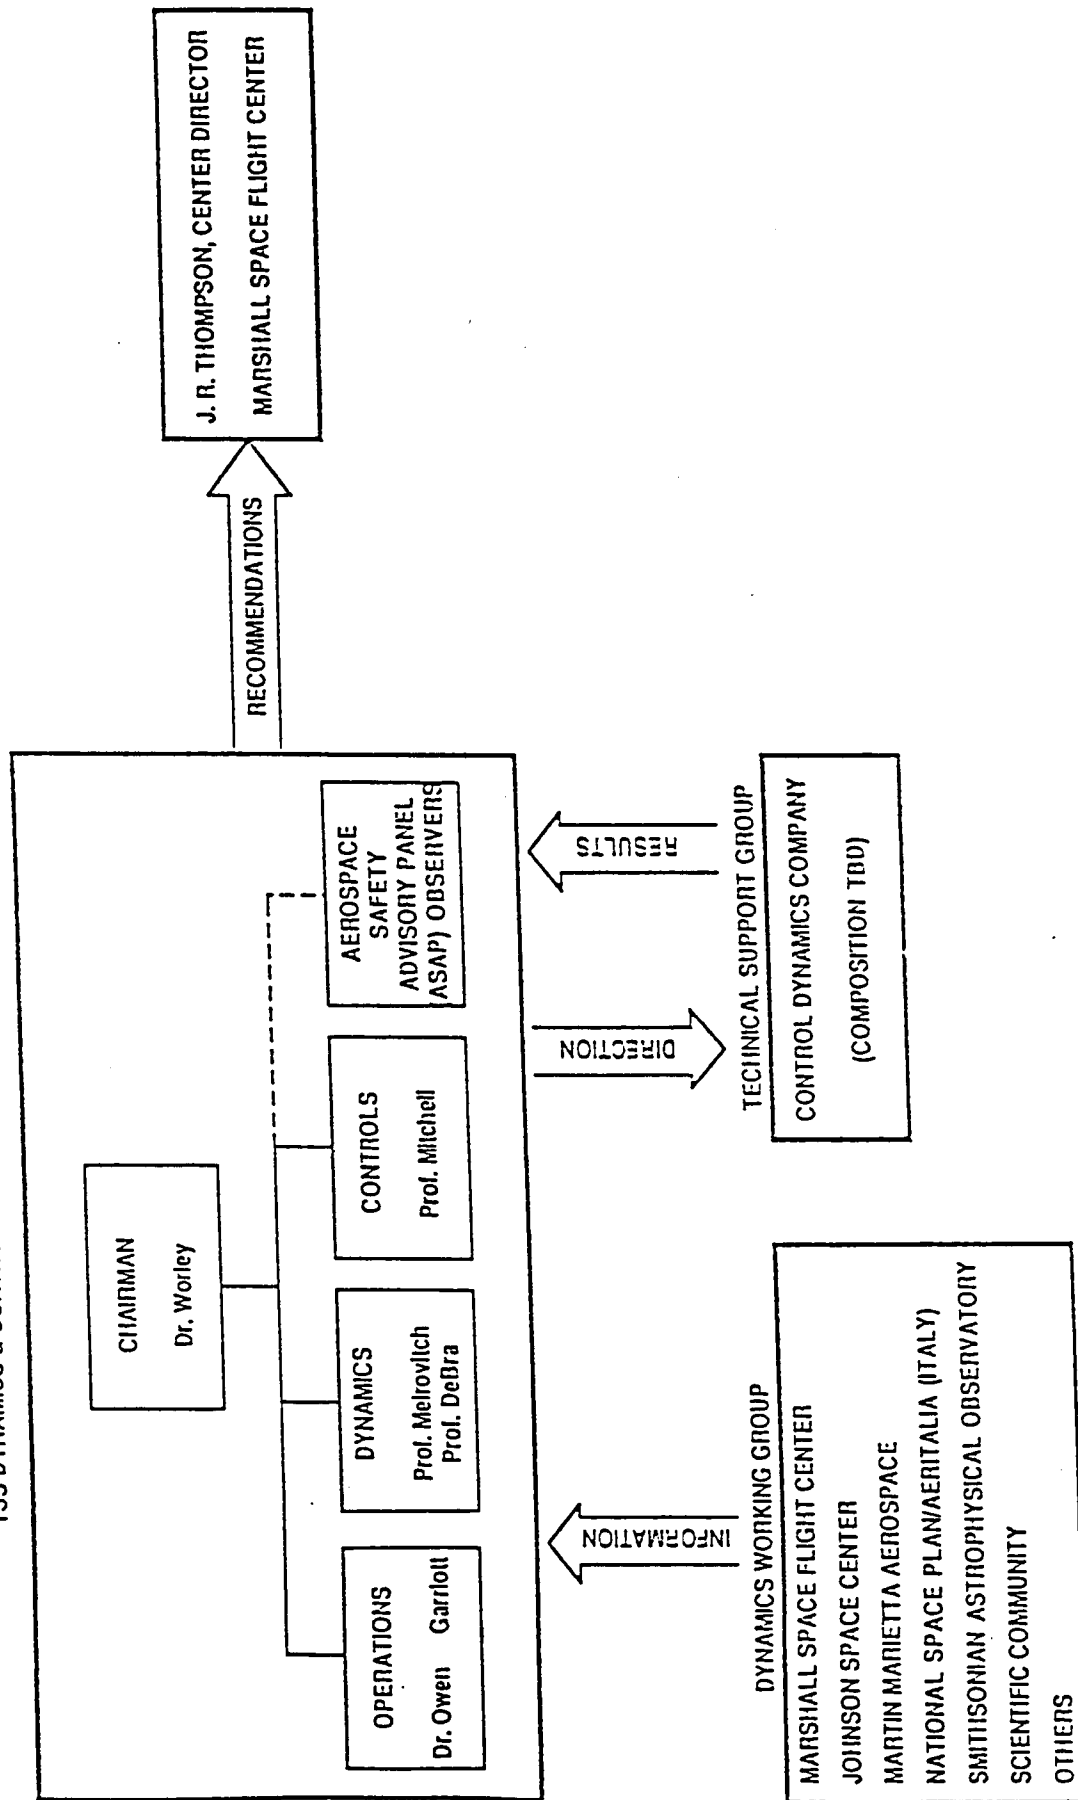 J. R. THOMPSON, CENTER DIRECTOR
MARSHALL SPACE FLIGHT CENTER
RECOMMENDATIONS
CHAIRMAN
Dr. Worley
OPERATIONS
Dr. Owen Garriott
DYNAMICS
Prof. Meirovitch
Prof. DeBra
CONTROLS
Prof. Mitchell
AEROSPACE
SAFETY
ADVISORY PANEL
(ASAP) OBSERVERS
INFORMATION
DIRECTION
RESULTS
DYNAMICS WORKING GROUP
MARSHALL SPACE FLIGHT CENTER
JOHNSON SPACE CENTER
MARTIN MARIETTA AEROSPACE
NATIONAL SPACE PLAN/AERITALIA (ITALY)
SMITHSONIAN ASTROPHYSICAL OBSERVATORY
SCIENTIFIC COMMUNITY
OTHERS
TECHNICAL SUPPORT GROUP
CONTROL DYNAMICS COMPANY
(COMPOSITION TBD)